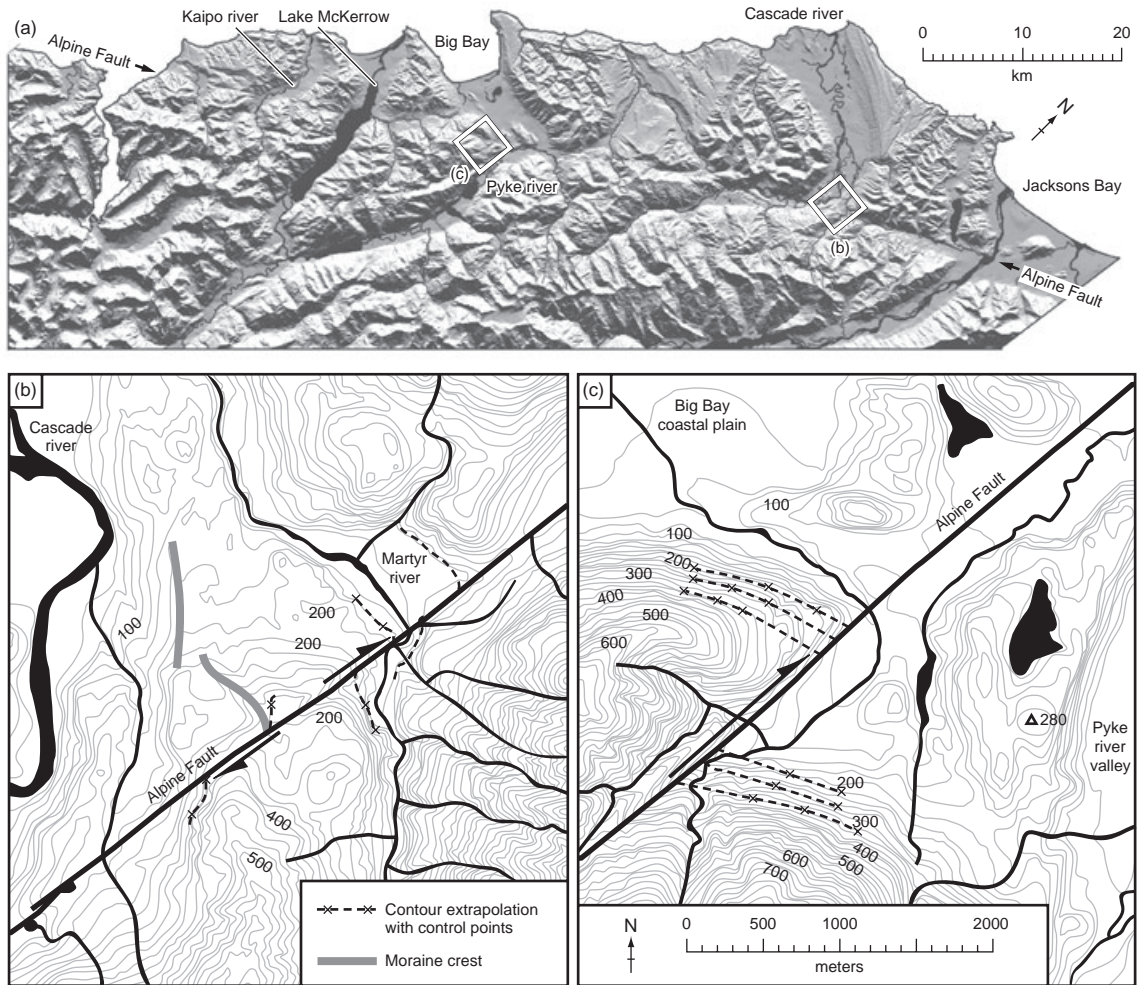 (a)
Kaipo river
Lake McKerrow
Alpine Fault
Big Bay
Cascade river
0 10 20
km
N
(c)
Pyke river
(b)
Jacksons Bay
Alpine Fault
(b)
Cascade
river
100
Martyr
river
200
200
200
Alpine Fault
400
500
Contour extrapolation
with control points
Moraine crest
(c)
Big Bay
coastal plain
100
100
200
300
400
500
600
Alpine Fault
280
Pyke
river
valley
200
300
400
500
600
700
N
0 500 1000 2000
meters